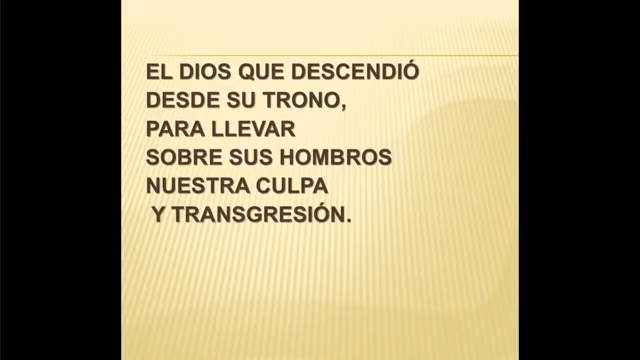 EL DIOS QUE DESCENDIÓ
DESDE SU TRONO,
PARA LLEVAR
SOBRE SUS HOMBROS
NUESTRA CULPA
Y TRANSGRESIÓN.